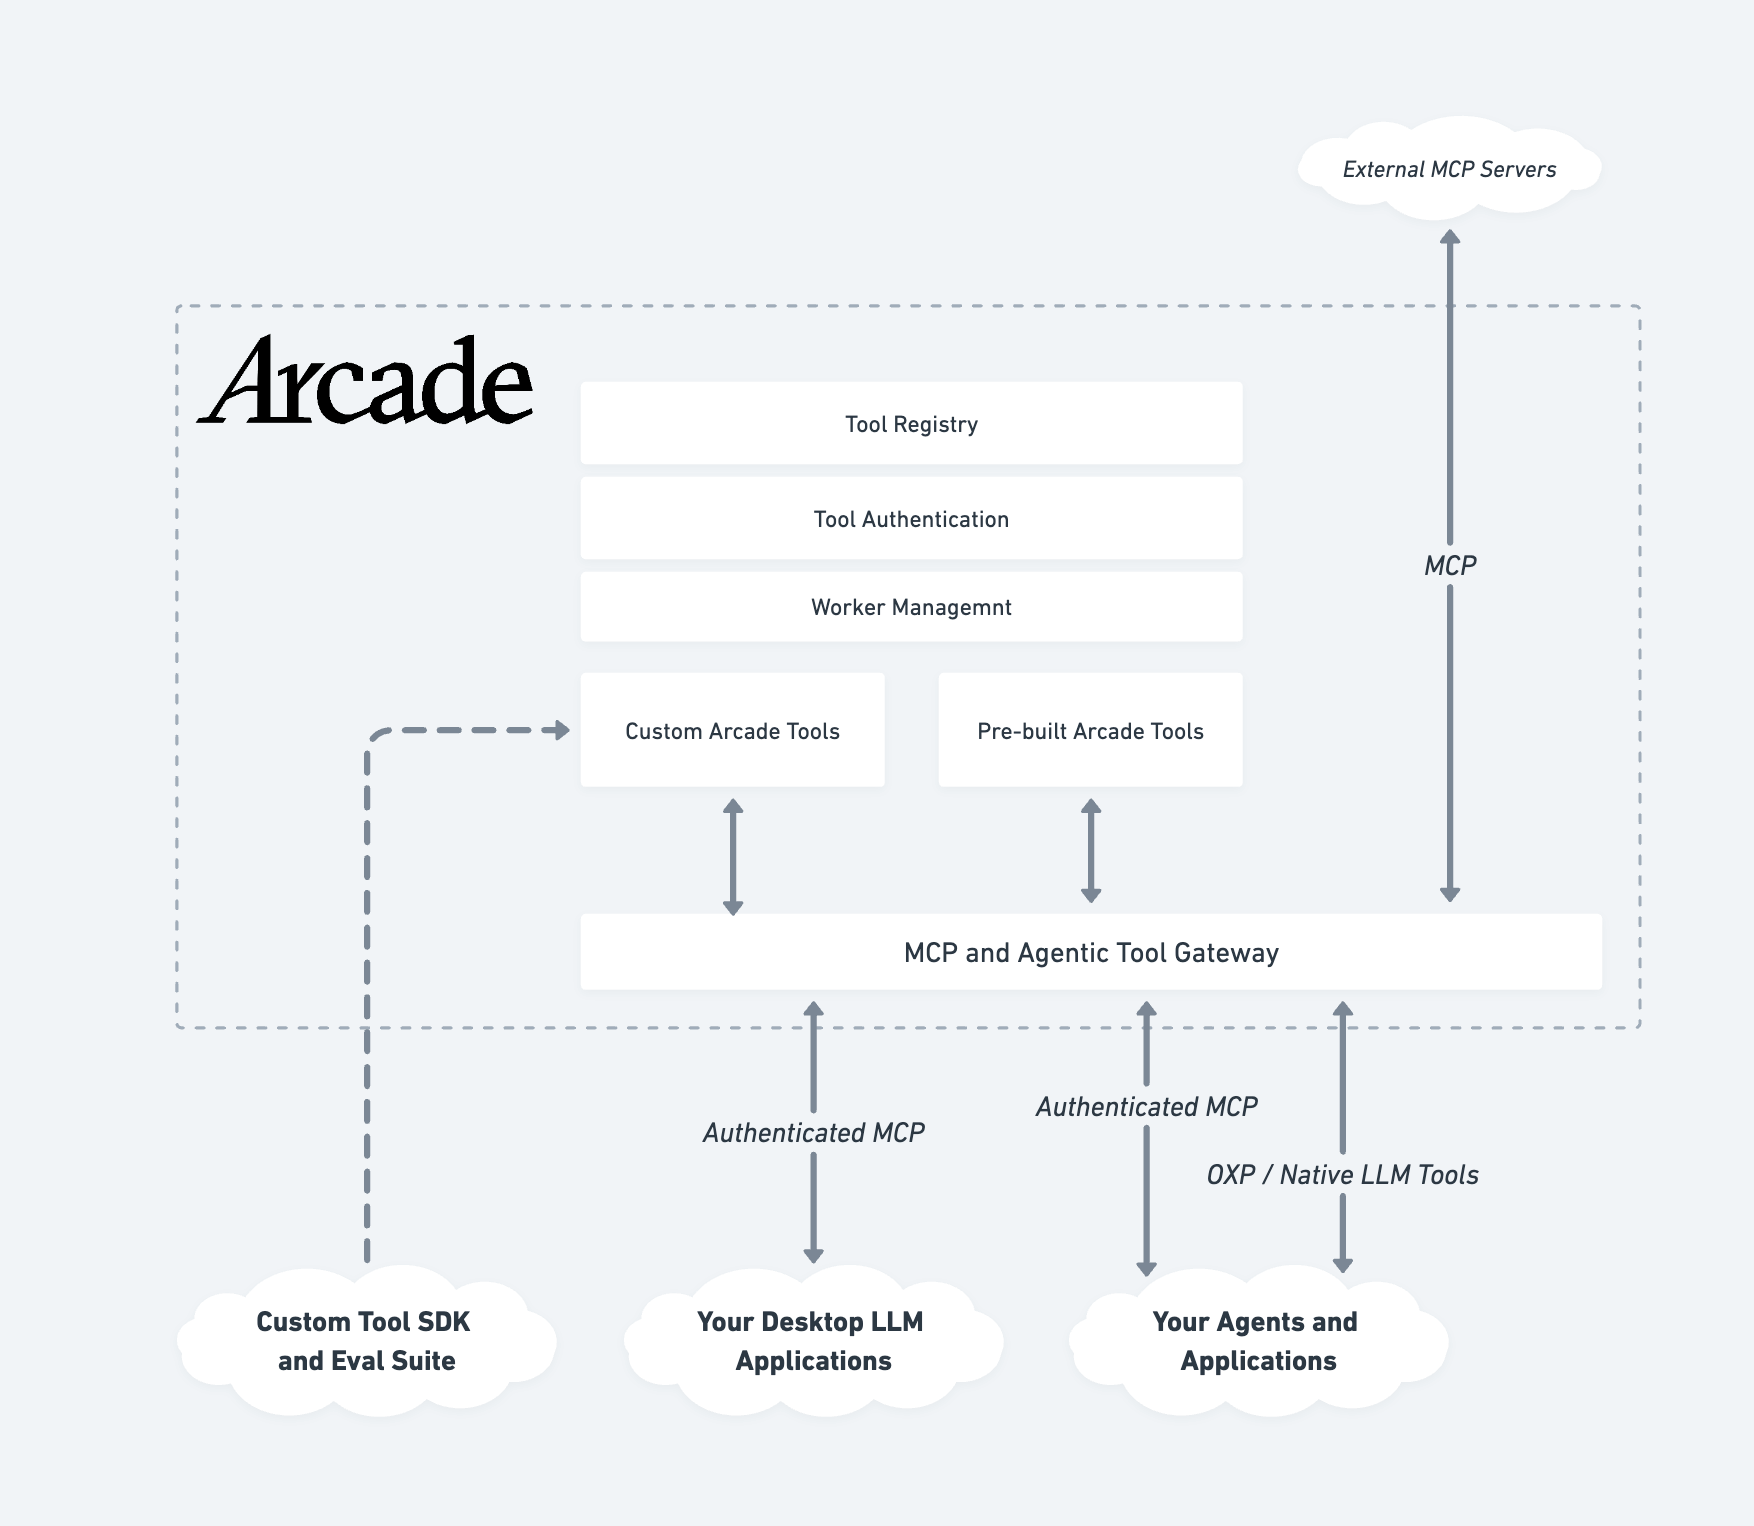 External MCP Servers
Arcade
Tool Registry
Tool Authentication
MCP
Worker Managemnt
Custom Arcade Tools
Pre-built Arcade Tools
MCP and Agentic Tool Gateway
Authenticated MCP
Authenticated MCP
OXP / Native LLM Tools
Custom Tool SDK
and Eval Suite
Your Desktop LLM
Applications
Your Agents and
Applications